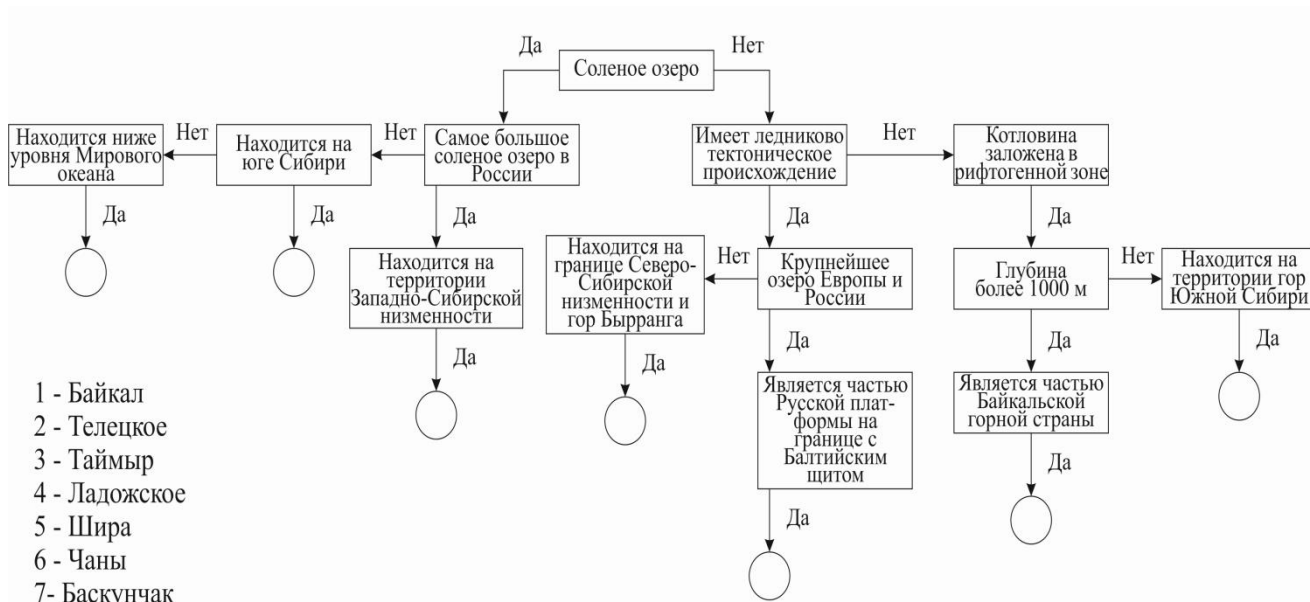 Да
Нет
Соленое озеро
Находится ниже
уровня Мирового
океана
Нет
Находится на
юге Сибири
Нет
Самое большое
соленое озеро в
России
Имеет ледниково
тектоническое
происхождение
Нет
Котловина
заложена в
рифтогенной зоне
Да
Да
Да
Да
Да
Находится на
территории
Западно-Сибирской
низменности
Находится на
границе Северо-
Сибирской
низменности и
гор Бырранга
Нет
Крупнейшее
озеро Европы и
России
Глубина
более 1000 м
Нет
Находится на
территории гор
Южной Сибири
Да
Да
Да
Да
Да
Является частью
Русской плат-
формы на
границе с
Балтийским
щитом
Является частью
Байкальской
горной страны
Да
Да
1 - Байкал
2 - Телецкое
3 - Таймыр
4 - Ладожское
5 - Шира
6 - Чаны
7- Баскунчак